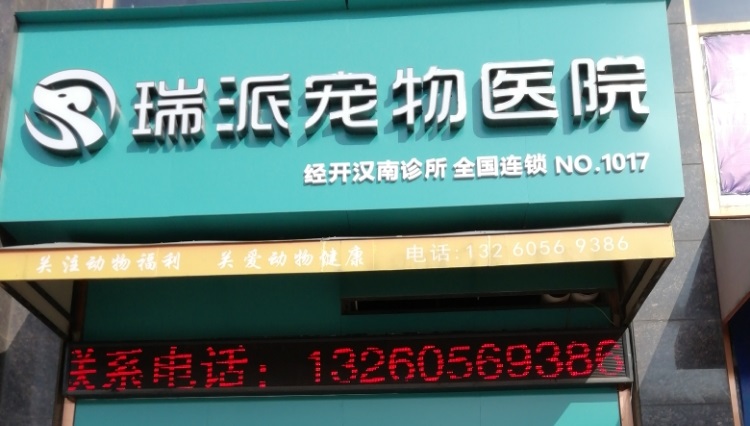 瑞派宠物医院
经开汉南诊所 全国连锁 NO.1017
关注动物福利 关爱动物健康 电话:132 6056 9386
关系电话：13260569386